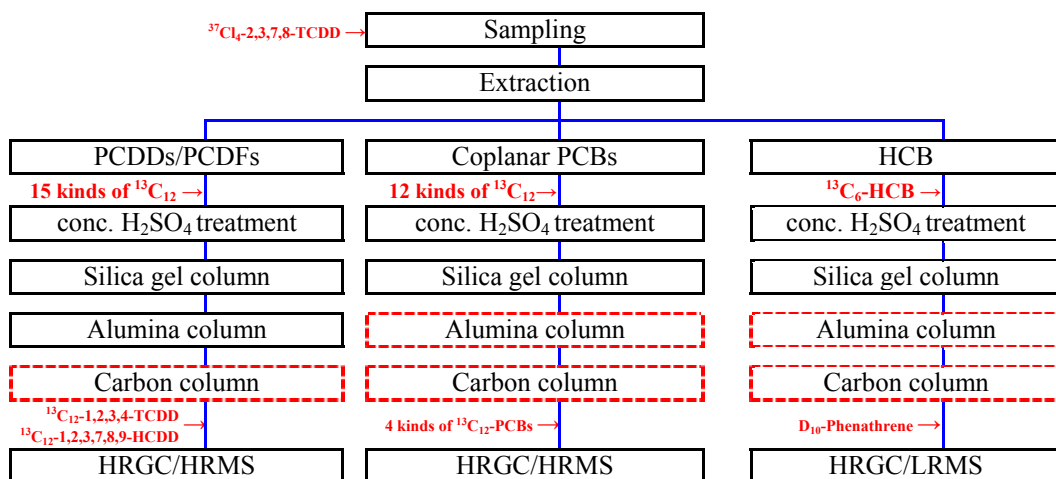 ³⁷Cl₄-2,3,7,8-TCDD →
Sampling
Extraction
PCDDs/PCDFs
Coplanar PCBs
HCB
15 kinds of ¹³C₁₂ →
12 kinds of ¹³C₁₂→
¹³C₆-HCB →
conc. H₂SO₄ treatment
conc. H₂SO₄ treatment
conc. H₂SO₄ treatment
Silica gel column
Silica gel column
Silica gel column
Alumina column
Alumina column
Alumina column
Carbon column
Carbon column
Carbon column
¹³C₁₂-1,2,3,4-TCDD →
¹³C₁₂-1,2,3,7,8,9-HCDD
4 kinds of ¹³C₁₂-PCBs →
D₁₀-Phenathrene →
HRGC/HRMS
HRGC/HRMS
HRGC/LRMS